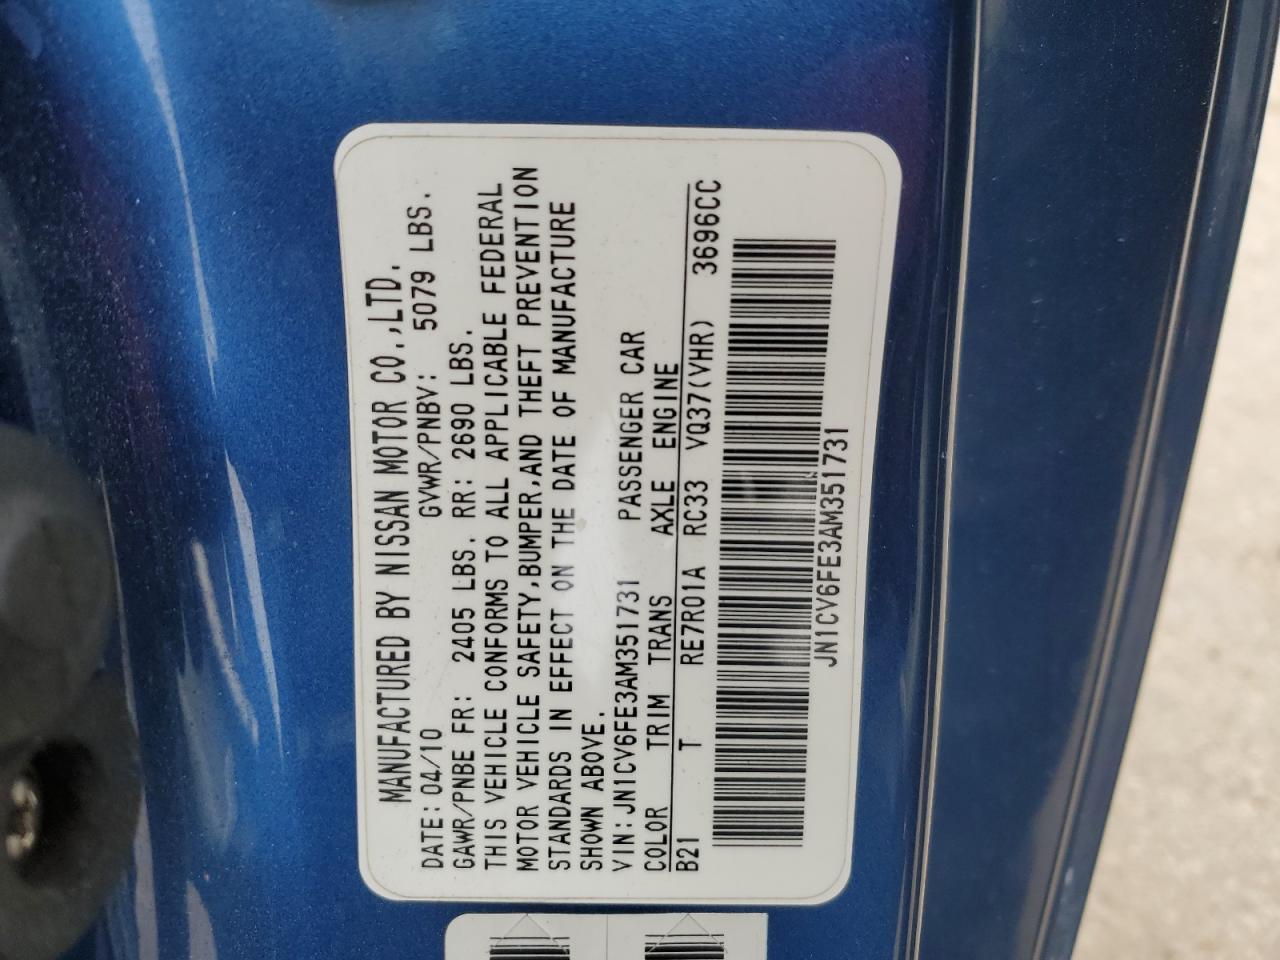 MANUFACTURED BY NISSAN MOTOR CO.,LTD.
DATE:04/10 GVWR/PNBV: 5079 LBS.
GAWR/PNBE FR: 2405 LBS. RR: 2690 LBS.
THIS VEHICLE CONFORMS TO ALL APPLICABLE FEDERAL
MOTOR VEHICLE SAFETY,BUMPER,AND THEFT PREVENTION
STANDARDS IN EFFECT ON THE DATE OF MANUFACTURE
SHOWN ABOVE.
VIN:JN1CV6FE3AM351731 PASSENGER CAR
COLOR TRIM TRANS AXLE ENGINE
B21 T RE7R01A RC33 VQ37(VHR) 3696CC
JN1CV6FE3AM351731